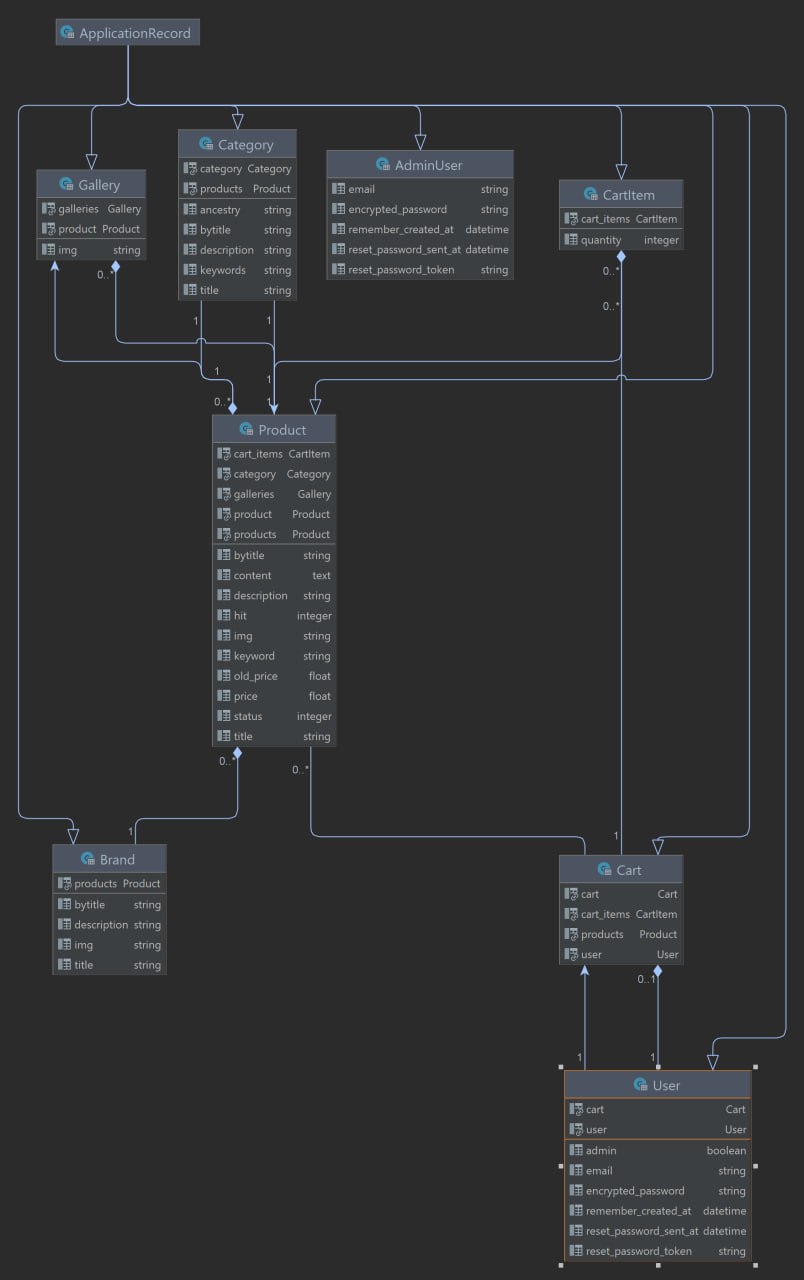 ApplicationRecord
Gallery
galleries Gallery
product Product
img string
0..*
Category
category Category
products Product
ancestry string
bytitle string
description string
keywords string
title string
1
1
AdminUser
email string
encrypted_password string
remember_created_at datetime
reset_password_sent_at datetime
reset_password_token string
CartItem
cart_items CartItem
quantity integer
0..*
0..*
1
1
0..*
1
Product
cart_items CartItem
category Category
galleries Gallery
product Product
products Product
bytitle string
content text
description string
hit integer
img string
keyword string
old_price float
price float
status integer
title string
0..*
0..*
1
Brand
products Product
bytitle string
description string
img string
title string
1
Cart
cart Cart
cart_items CartItem
products Product
user User
0..1
1
1
User
cart Cart
user User
admin boolean
email string
encrypted_password string
remember_created_at datetime
reset_password_sent_at datetime
reset_password_token string